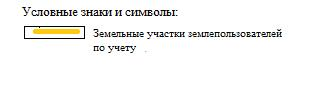 Условные знаки и символы:
Земельные участки землепользователей
по учету